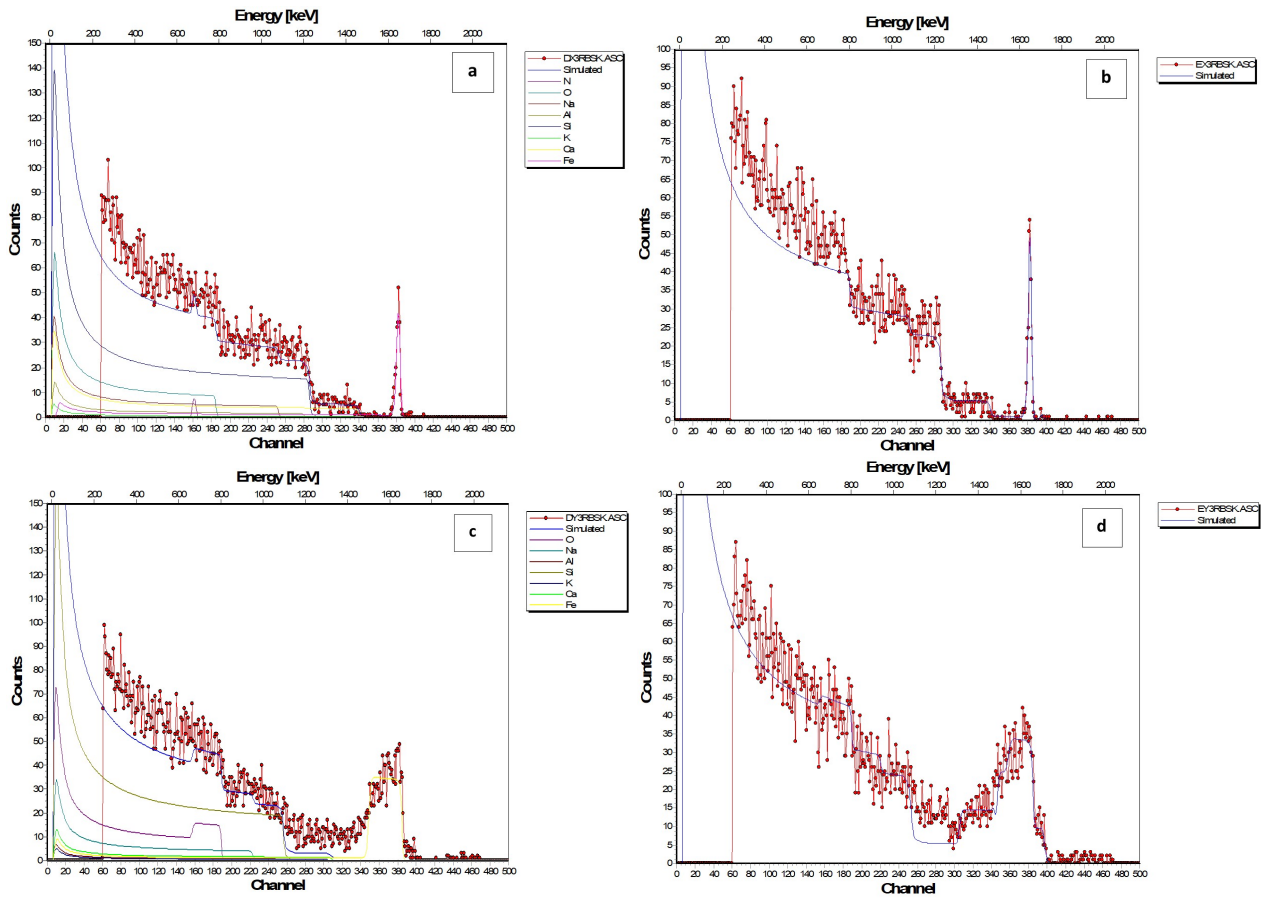 Energy [keV]
0 200 400 600 800 1000 1200 1400 1600 1800 2000
150
140
130
120
110
100
90
80
70
60
50
40
30
20
10
0
Counts
0 20 40 60 80 100 120 140 160 180 200 220 240 260 280 300 320 340 360 380 400 420 440 460 480 500
Channel
a
DX3RBSK.ASC
Simulated
N
O
Na
Al
Si
K
Ca
Fe
Energy [keV]
0 200 400 600 800 1000 1200 1400 1600 1800 2000
100
95
90
85
80
75
70
65
60
55
50
45
40
35
30
25
20
15
10
5
0
Counts
0 20 40 60 80 100 120 140 160 180 200 220 240 260 280 300 320 340 360 380 400 420 440 460 480 500
Channel
b
EX3RBSK.ASC
Simulated
Energy [keV]
0 200 400 600 800 1000 1200 1400 1600 1800 2000
150
140
130
120
110
100
90
80
70
60
50
40
30
20
10
0
Counts
0 20 40 60 80 100 120 140 160 180 200 220 240 260 280 300 320 340 360 380 400 420 440 460 480 500
Channel
c
DY3RBSK.ASC
Simulated
O
Na
Al
Si
K
Ca
Fe
Energy [keV]
0 200 400 600 800 1000 1200 1400 1600 1800 2000
100
95
90
85
80
75
70
65
60
55
50
45
40
35
30
25
20
15
10
5
0
Counts
0 20 40 60 80 100 120 140 160 180 200 220 240 260 280 300 320 340 360 380 400 420 440 460 480 500
Channel
d
EY3RBSK.ASC
Simulated